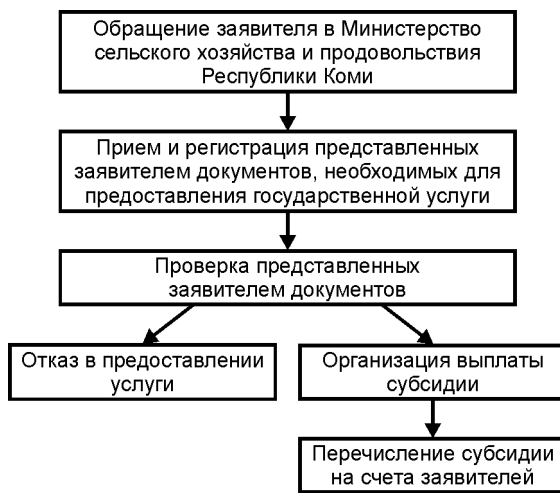 Обращение заявителя в Министерство
сельского хозяйства и продовольствия
Республики Коми
Прием и регистрация представленных
заявителем документов, необходимых для
предоставления государственной услуги
Проверка представленных
заявителем документов
Отказ в предоставлении
услуги
Организация выплаты
субсидии
Перечисление субсидии
на счета заявителей